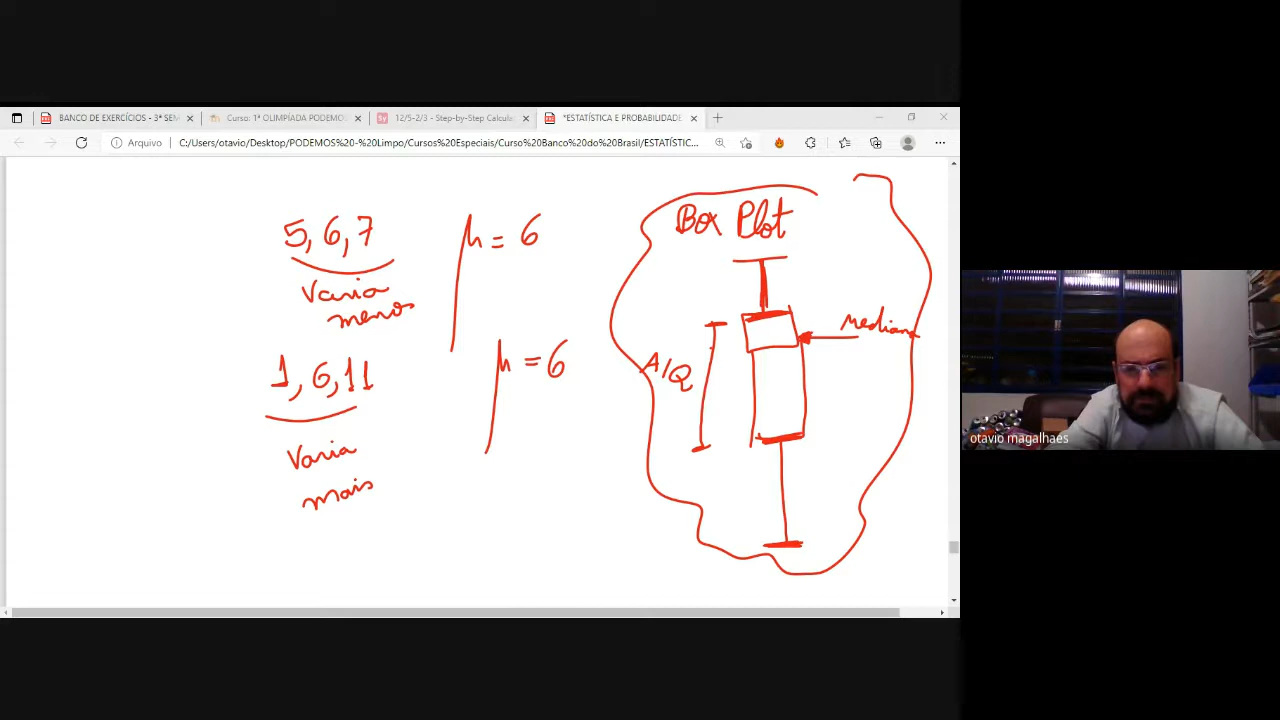 BANCO DE EXERCÍCIOS - 3ª SEM
Curso: 1ª OLIMPÍADA PODEMOS
12/5-2/3 - Step-by-Step Calcula
*ESTATÍSTICA E PROBABILIDADE
Arquivo
C:/Users/otavio/Desktop/PODEMOS%20-%20Limpo/Cursos%20Especiais/Curso%20Banco%20do%20Brasil/ESTATÍSTIC...
5, 6, 7
μ = 6
Varia
menos
1, 6, 11
μ = 6
Varia
mais
Box Plot
Mediana
AIQ
otavio magalhaes